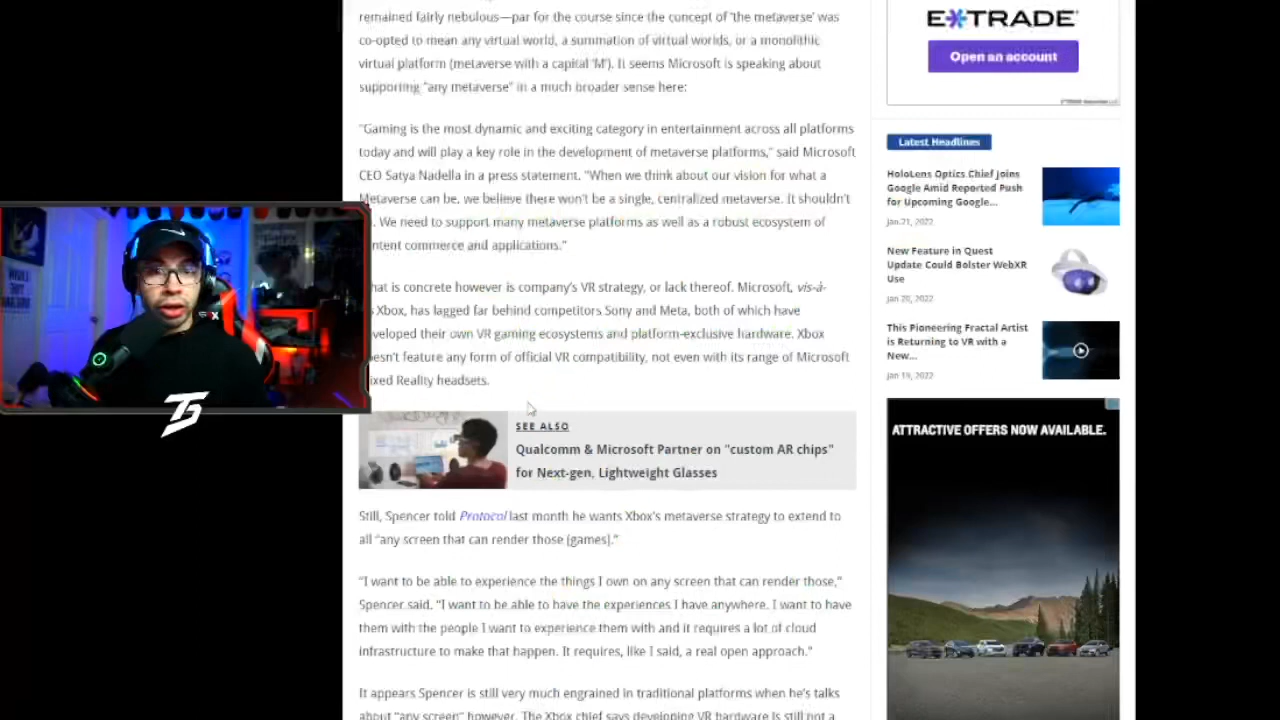 remained fairly nebulous—par for the course since the concept of 'the metaverse' was
co-opted to mean any virtual world, a summation of virtual worlds, or a monolithic
virtual platform (metaverse with a capital 'M'). It seems Microsoft is speaking about
supporting "any metaverse" in a much broader sense here:
"Gaming is the most dynamic and exciting category in entertainment across all platforms
today and will play a key role in the development of metaverse platforms," said Microsoft
CEO Satya Nadella in a press statement. "When we think about our vision for what a
Metaverse can be, we believe there won't be a single, centralized metaverse. It shouldn't
We need to support many metaverse platforms as well as a robust ecosystem of
ntent commerce and applications."
hat is concrete however is company's VR strategy, or lack thereof. Microsoft, vis-à-
s Xbox, has lagged far behind competitors Sony and Meta, both of which have
veloped their own VR gaming ecosystems and platform-exclusive hardware. Xbox
esn't feature any form of official VR compatibility, not even with its range of Microsoft
ixed Reality headsets.
SEE ALSO
Qualcomm & Microsoft Partner on "custom AR chips"
for Next-gen, Lightweight Glasses
Still, Spencer told Protocol last month he wants Xbox's metaverse strategy to extend to
all "any screen that can render those [games]."
"I want to be able to experience the things I own on any screen that can render those,"
Spencer said. "I want to be able to have the experiences I have anywhere. I want to have
them with the people I want to experience them with and it requires a lot of cloud
infrastructure to make that happen. It requires, like I said, a real open approach."
It appears Spencer is still very much engrained in traditional platforms when he's talks
about "any screen" however. The Xbox chief says developing VR hardware is still not a
E*TRADE
Open an account
Latest Headlines
HoloLens Optics Chief Joins
Google Amid Reported Push
for Upcoming Google...
Jan 21, 2022
New Feature in Quest
Update Could Bolster WebXR
Use
Jan 20, 2022
This Pioneering Fractal Artist
is Returning to VR with a
New...
Jan 19, 2022
ATTRACTIVE OFFERS NOW AVAILABLE.